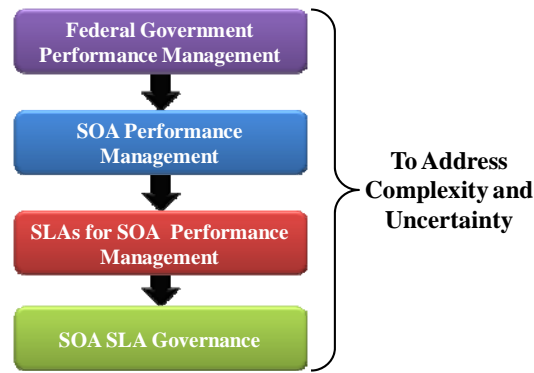 Federal Government
Performance Management
SOA Performance
Management
SLAs for SOA Performance
Management
SOA SLA Governance
To Address
Complexity and
Uncertainty